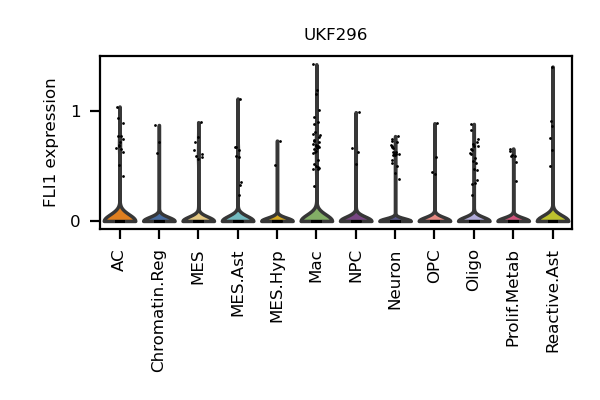 UKF296
FLI1 expression
1
0
AC
Chromatin.Reg
MES
MES.Ast
MES.Hyp
Mac
NPC
Neuron
OPC
Oligo
Prolif.Metab
Reactive.Ast